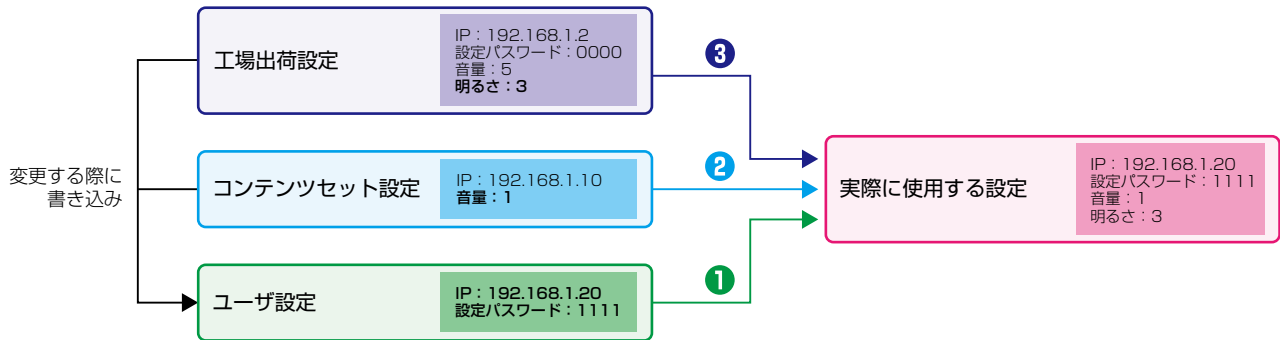 変更する際に
書き込み
工場出荷設定
IP：192.168.1.2
設定パスワード：0000
音量：5
明るさ：3
❸
コンテンツセット設定
IP：192.168.1.10
音量：1
❷
ユーザ設定
IP：192.168.1.20
設定パスワード：1111
❶
実際に使用する設定
IP：192.168.1.20
設定パスワード：1111
音量：1
明るさ：3